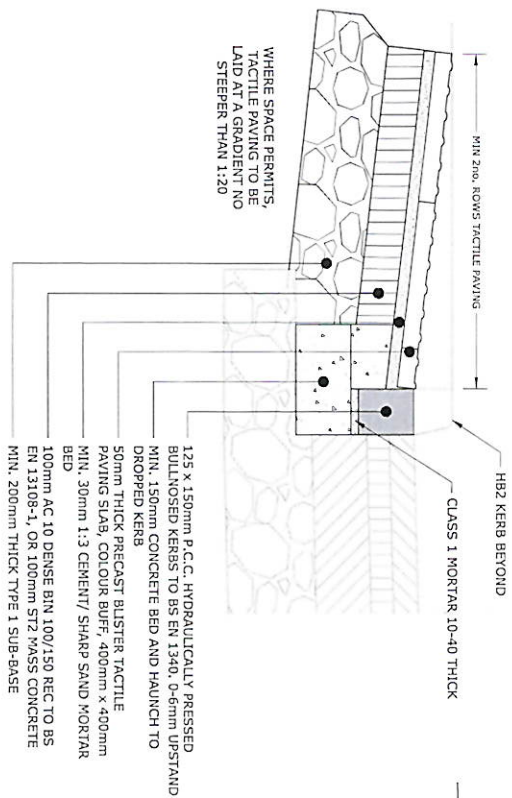 HB2 KERB BEYOND
CLASS 1 MORTAR 10-40 THICK
MIN 2no. ROWS TACTILE PAVING
WHERE SPACE PERMITS,
TACTILE PAVING TO BE
LAID AT A GRADIENT NO
STEEPER THAN 1:20
125 x 150mm P.C.C. HYDRAULICALLY PRESSED
BULLNOSED KERBS TO BS EN 1340. 0-6mm UPSTAND
MIN. 150mm CONCRETE BED AND HAUNCH TO
DROPPED KERB
50mm THICK PRECAST BLISTER TACTILE
PAVING SLAB, COLOUR BUFF, 400mm x 400mm
MIN. 30mm 1:3 CEMENT/ SHARP SAND MORTAR
BED
100mm AC 10 DENSE BIN 100/150 REC TO BS
EN 13108-1, OR 100mm ST2 MASS CONCRETE
MIN. 200mm THICK TYPE 1 SUB-BASE